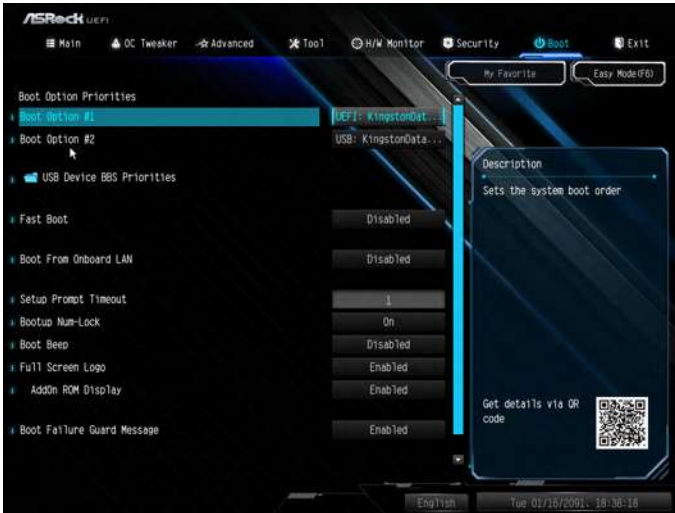 ASRock UEFI
Main OC Tweaker Advanced Tool H/W Monitor Security Boot Exit
My Favorite Easy Mode(F6)
Boot Option Priorities
Boot Option #1 UEFI: KingstonDat...
Boot Option #2 USB: KingstonData...
USB Device BBS Priorities
Fast Boot Disabled
Boot From Onboard LAN Disabled
Setup Prompt Timeout 1
Bootup Num-Lock On
Boot Beep Disabled
Full Screen Logo Enabled
AddOn ROM Display Enabled
Boot Failure Guard Message Enabled
Description
Sets the system boot order
Get details via QR
code
English Tue 01/16/2091. 18:38:18